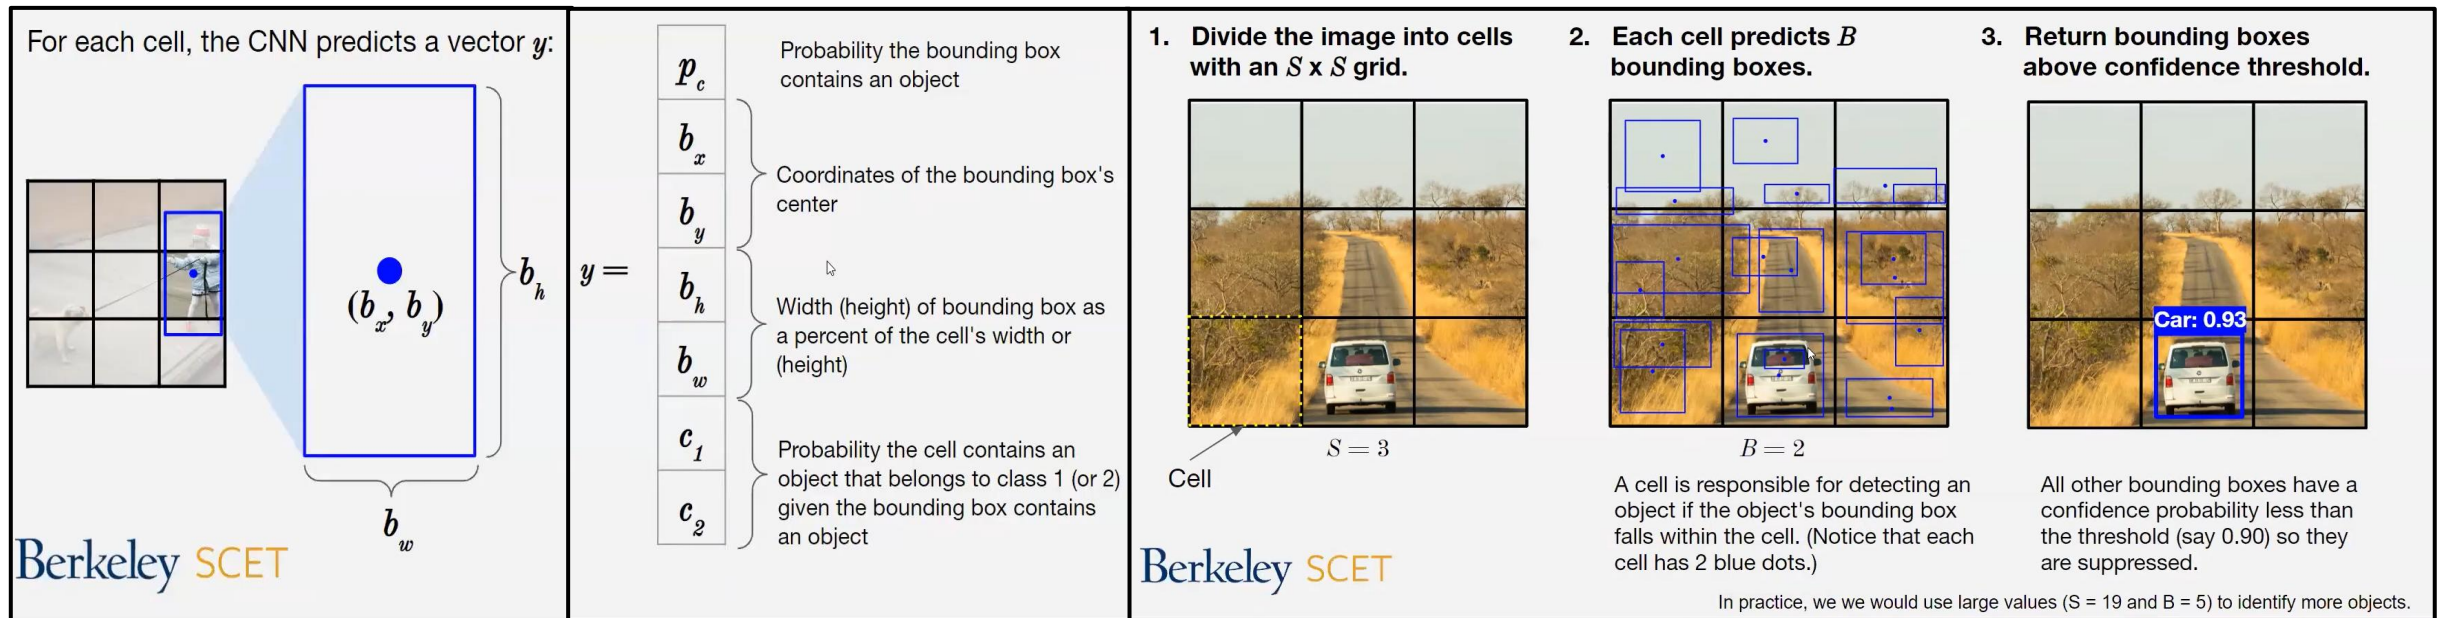 For each cell, the CNN predicts a vector y:
b_h
(b_x, b_y)
b_w
Berkeley SCET
y =
p_c
Probability the bounding box
contains an object
b_x
b_y
Coordinates of the bounding box's
center
b_h
b_w
Width (height) of bounding box as
a percent of the cell's width or
(height)
c_1
c_2
Probability the cell contains an
object that belongs to class 1 (or 2)
given the bounding box contains
an object
1. Divide the image into cells
with an S x S grid.
S = 3
Cell
Berkeley SCET
2. Each cell predicts B
bounding boxes.
B = 2
A cell is responsible for detecting an
object if the object's bounding box
falls within the cell. (Notice that each
cell has 2 blue dots.)
3. Return bounding boxes
above confidence threshold.
Car: 0.93
All other bounding boxes have a
confidence probability less than
the threshold (say 0.90) so they
are suppressed.
In practice, we we would use large values (S = 19 and B = 5) to identify more objects.